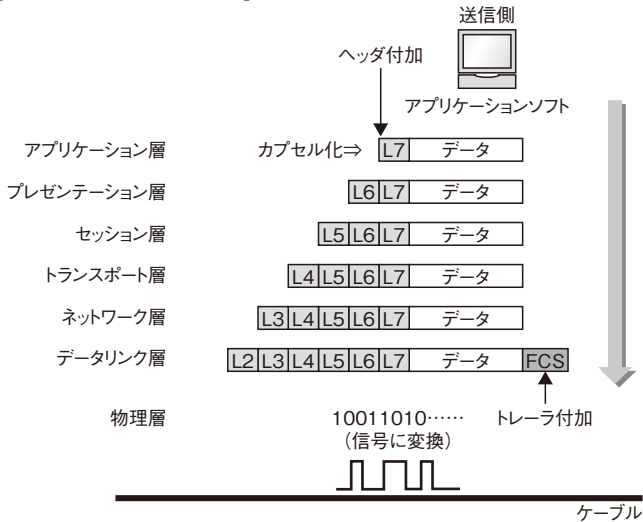 送信側
ヘッダ付加
アプリケーションソフト
アプリケーション層 カプセル化⇒ L7 データ
プレゼンテーション層 L6 L7 データ
セッション層 L5 L6 L7 データ
トランスポート層 L4 L5 L6 L7 データ
ネットワーク層 L3 L4 L5 L6 L7 データ
データリンク層 L2 L3 L4 L5 L6 L7 データ FCS
物理層 10011010…… トレーラ付加
(信号に変換)
ケーブル